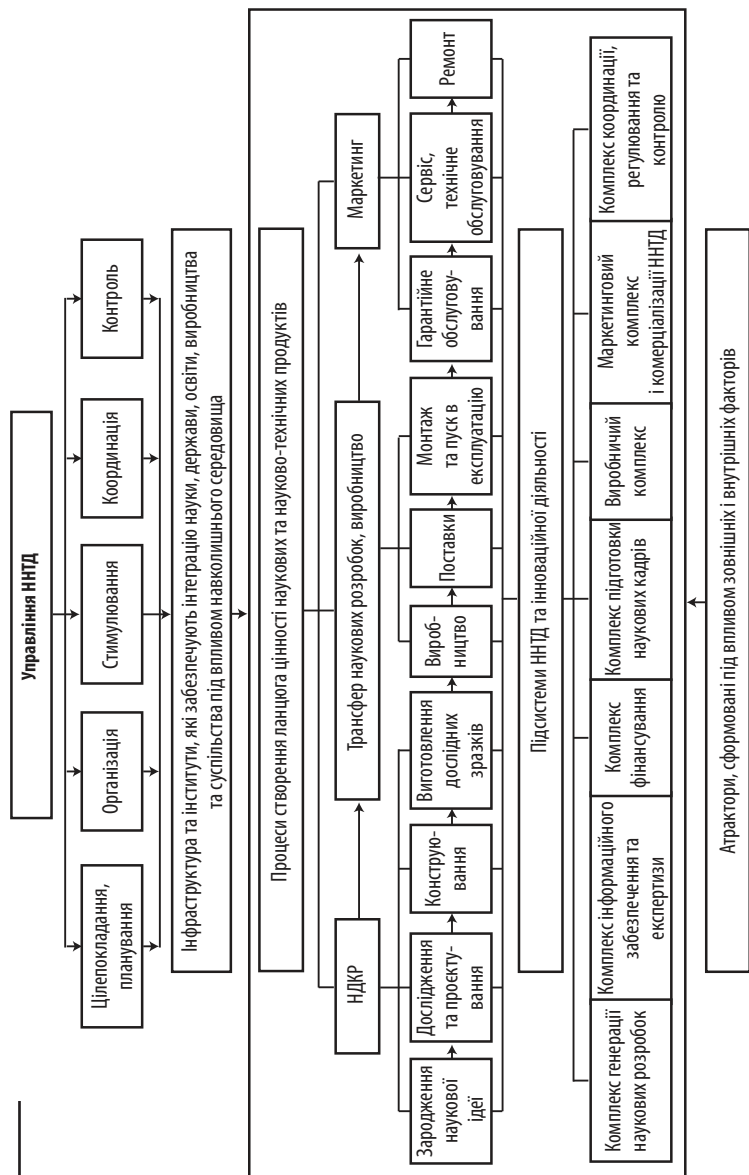 Управління ННТД
Цілепокладання,
планування
Організація
Стимулювання
Координація
Контроль
Інфраструктура та інститути, які забезпечують інтеграцію науки, держави, освіти, виробництва
та суспільства під впливом навколишнього середовища
Процеси створення ланцюга цінності наукових та науково-технічних продуктів
НДКР
Трансфер наукових розробок, виробництво
Маркетинг
Зародження
наукової
ідеї
Дослідження
та проєкту-
вання
Конструю-
вання
Виготовлення
дослідних
зразків
Вироб-
ництво
Поставки
Монтаж
та пуск в
експлуатацію
Гарантійне
обслугову-
вання
Сервіс,
технічне
обслуговування
Ремонт
Підсистеми ННТД та інноваційної діяльності
Комплекс генерації
наукових розробок
Комплекс інформаційного
забезпечення та
експертизи
Комплекс
фінансування
Комплекс підготовки
наукових кадрів
Виробничий
комплекс
Маркетинговий
комплекс
і комерціалізації ННТД
Комплекс координації,
регулювання та
контролю
Атрактори, сформовані під впливом зовнішніх і внутрішніх факторів